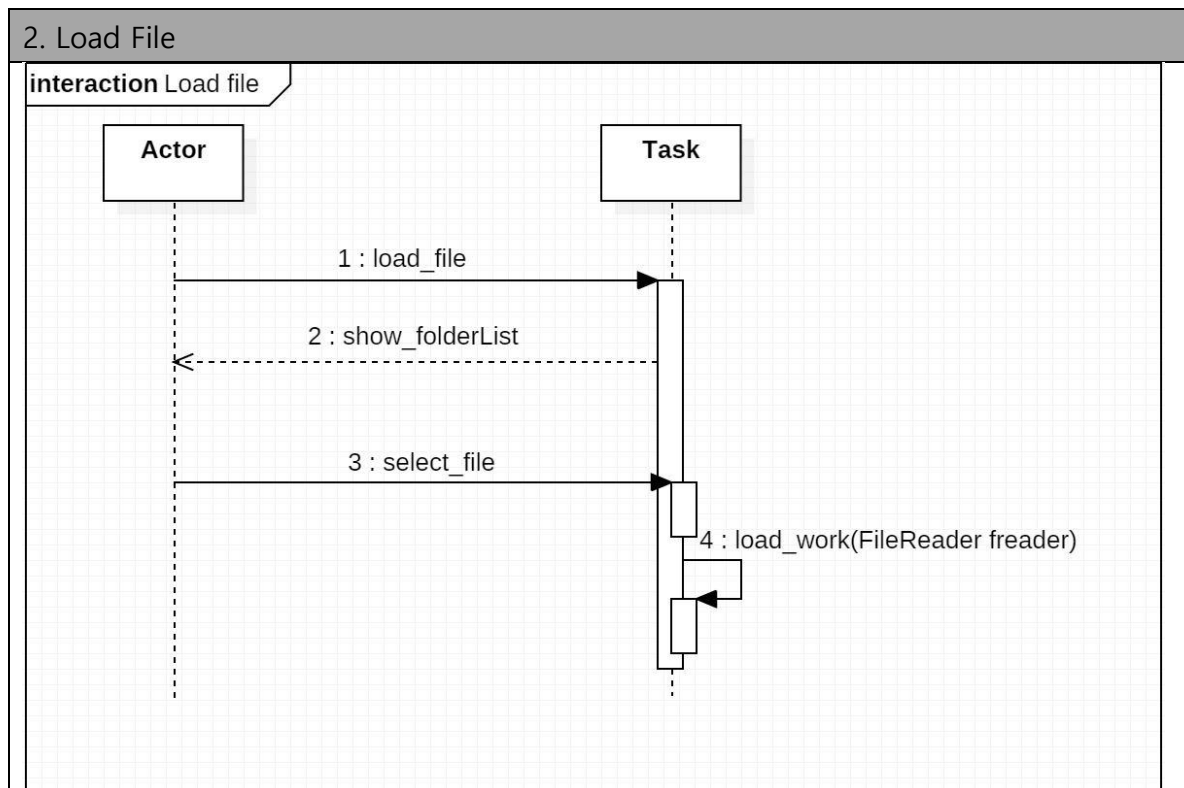 2. Load File
interaction Load file
Actor
Task
1 : load_file
2 : show_folderList
3 : select_file
4 : load_work(FileReader freader)